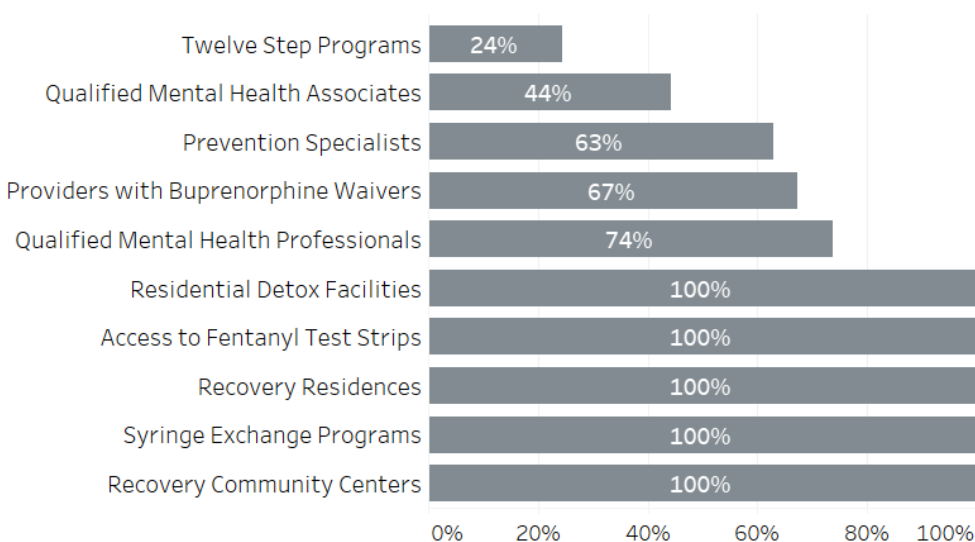 Twelve Step Programs 24%
Qualified Mental Health Associates 44%
Prevention Specialists 63%
Providers with Buprenorphine Waivers 67%
Qualified Mental Health Professionals 74%
Residential Detox Facilities 100%
Access to Fentanyl Test Strips 100%
Recovery Residences 100%
Syringe Exchange Programs 100%
Recovery Community Centers 100%
0% 20% 40% 60% 80% 100%